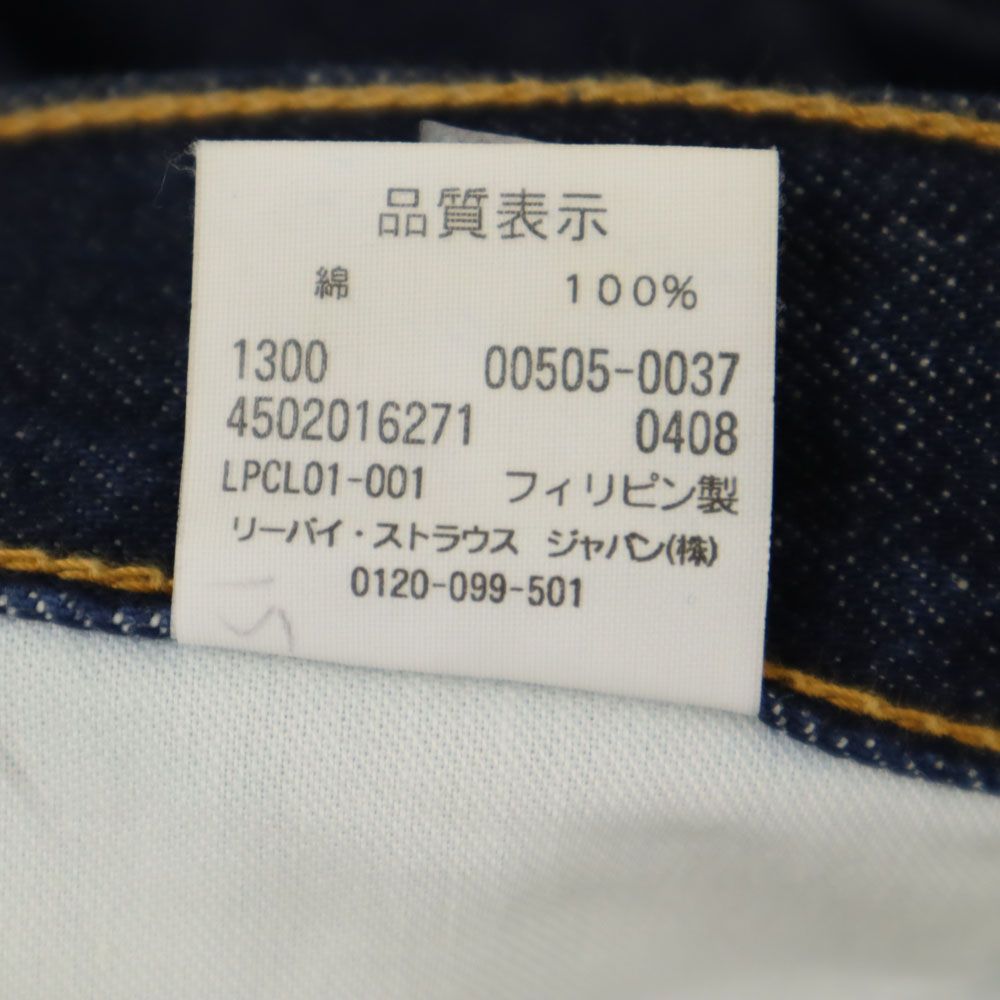 品質表示
綿 100%
1300 00505-0037
4502016271 0408
LPCL01-001 フィリピン製
リーバイ・ストラウス ジャパン(株)
0120-099-501